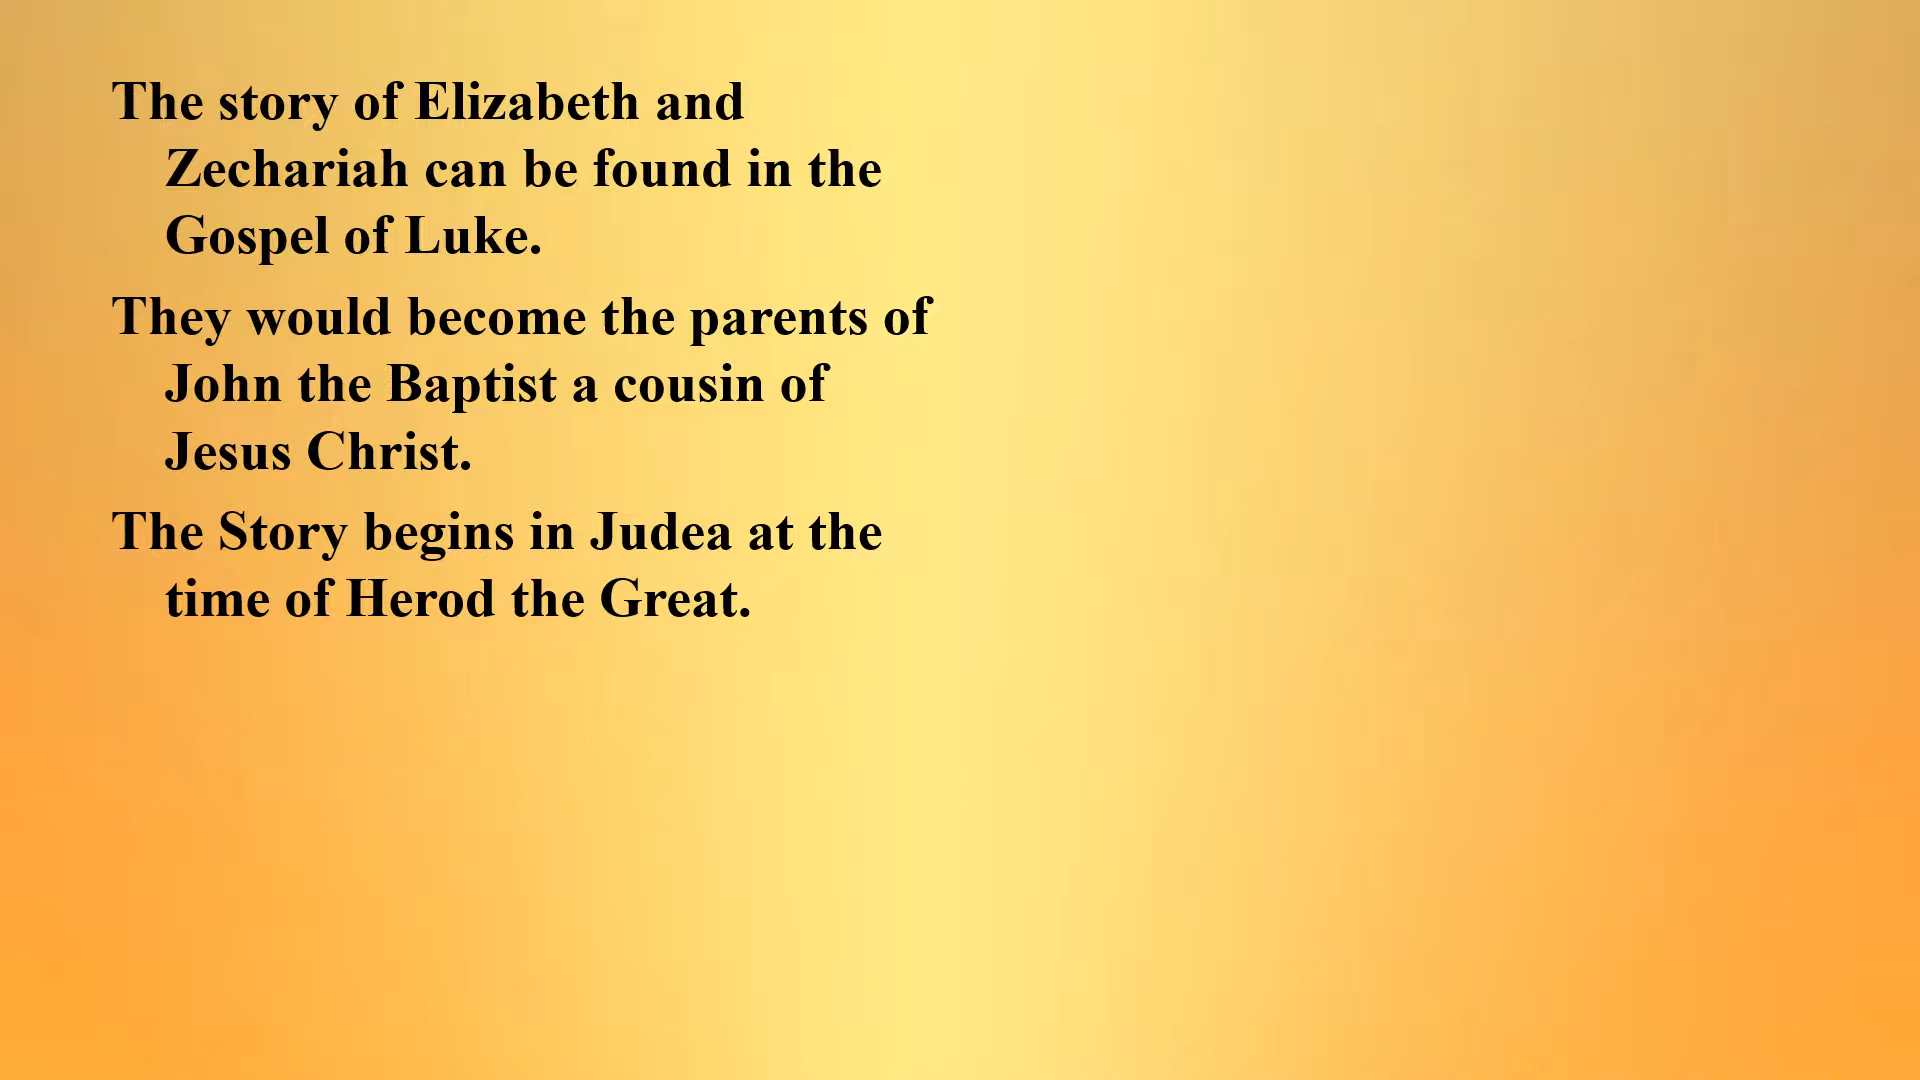 The story of Elizabeth and
Zechariah can be found in the
Gospel of Luke.
They would become the parents of
John the Baptist a cousin of
Jesus Christ.
The Story begins in Judea at the
time of Herod the Great.